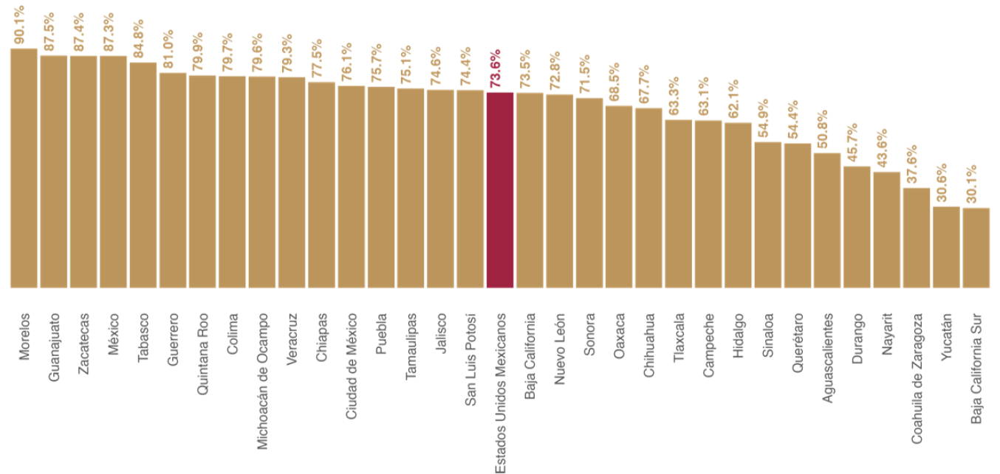 90.1%
87.5%
87.4%
87.3%
84.8%
81.0%
79.9%
79.7%
79.6%
79.3%
77.5%
76.1%
75.7%
75.1%
74.6%
74.4%
73.6%
73.5%
72.8%
71.5%
68.5%
67.7%
63.3%
63.1%
62.1%
54.9%
54.4%
50.8%
45.7%
43.6%
37.6%
30.6%
30.1%
Morelos
Guanajuato
Zacatecas
México
Tabasco
Guerrero
Quintana Roo
Colima
Michoacán de Ocampo
Veracruz
Chiapas
Ciudad de México
Puebla
Tamaulipas
Jalisco
San Luis Potosí
Estados Unidos Mexicanos
Baja California
Nuevo León
Sonora
Oaxaca
Chihuahua
Tlaxcala
Campeche
Hidalgo
Sinaloa
Querétaro
Aguascalientes
Durango
Nayarit
Coahuila de Zaragoza
Yucatán
Baja California Sur